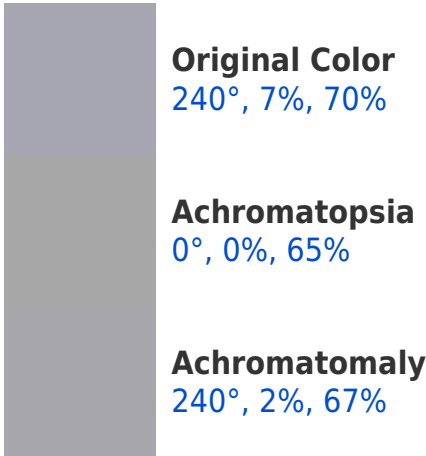 Original Color
240°, 7%, 70%
Achromatopsia
0°, 0%, 65%
Achromatomaly
240°, 2%, 67%